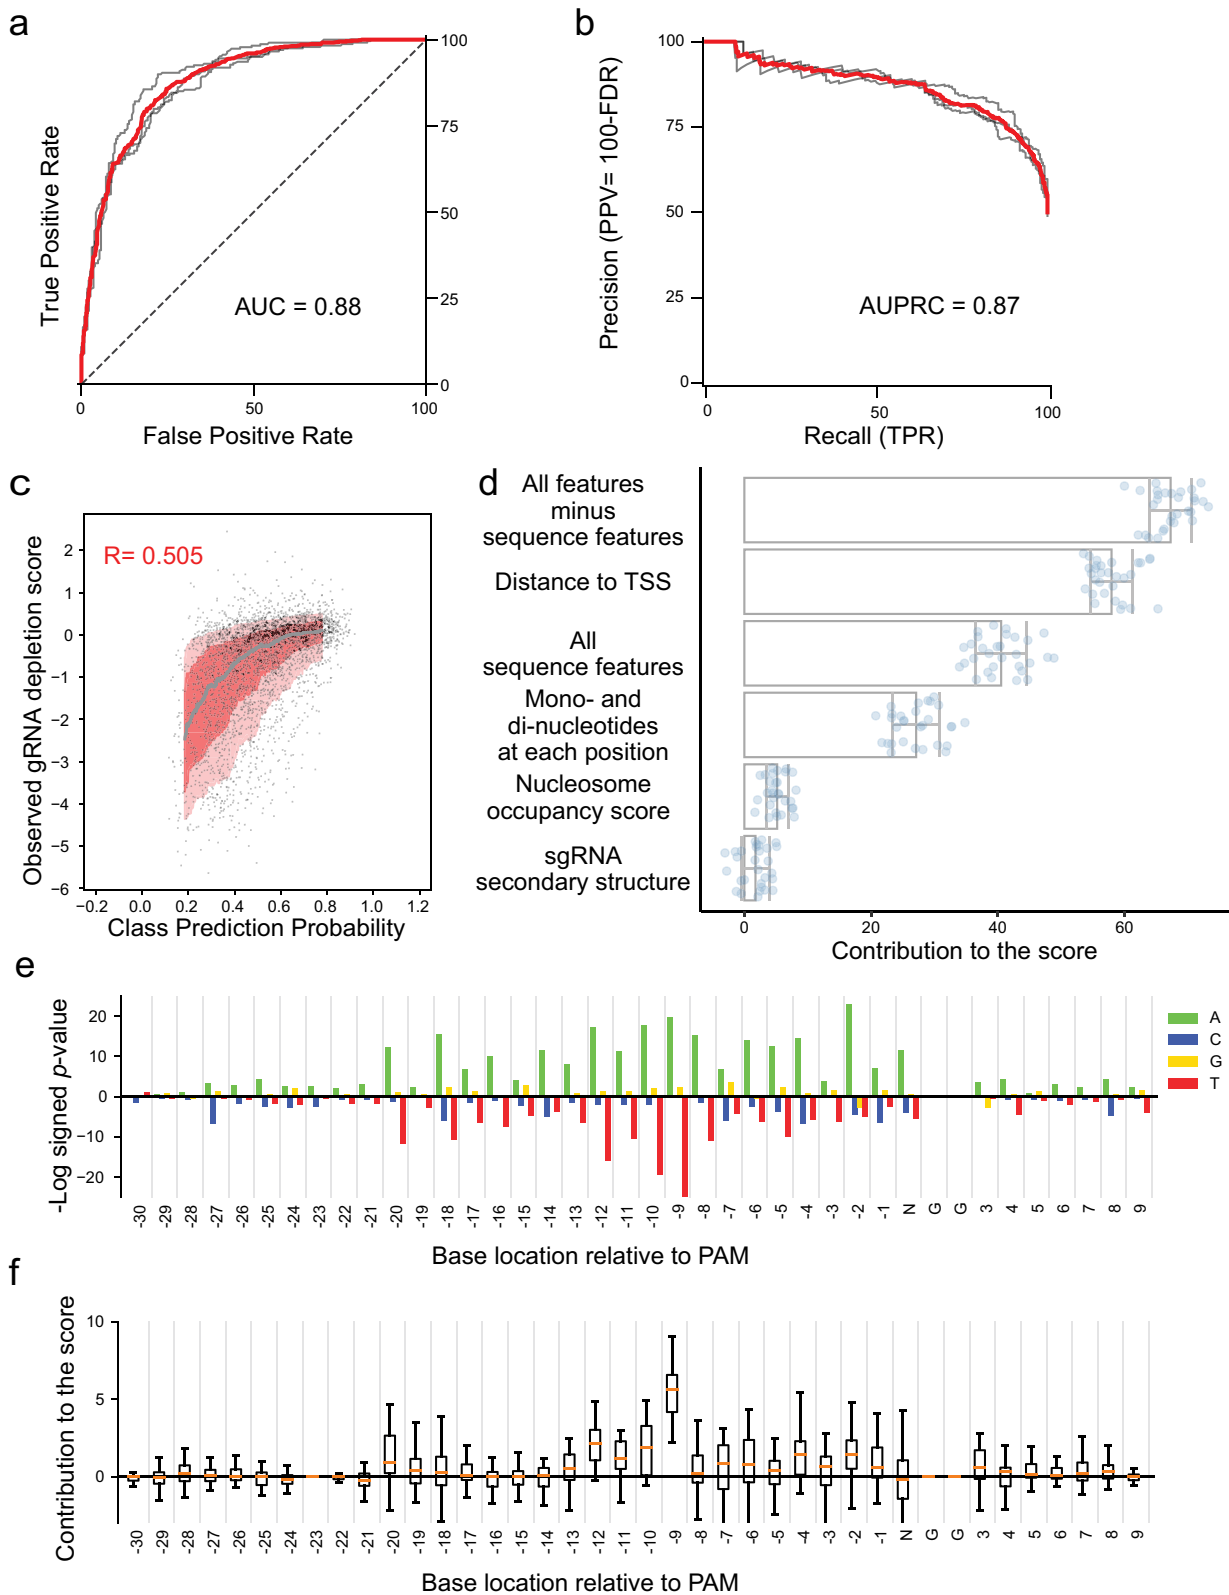 a
True Positive Rate
100
75
50
25
0
AUC = 0.88
0
50
100
False Positive Rate
b
Precision (PPV= 100-FDR)
100
75
50
25
0
AUPRC = 0.87
0
50
100
Recall (TPR)
c
Observed gRNA depletion score
R= 0.505
2
1
0
−1
−2
−3
−4
−5
−6
−0.2
0.0
0.2
0.4
0.6
0.8
1.0
1.2
Class Prediction Probability
d
All features
minus
sequence features
Distance to TSS
All
sequence features
Mono- and
di-nucleotides
at each position
Nucleosome
occupancy score
sgRNA
secondary structure
0
20
40
60
Contribution to the score
e
-Log signed p-value
20
10
0
−10
−20
A
C
G
T
-30
-29
-28
-27
-26
-25
-24
-23
-22
-21
-20
-19
-18
-17
-16
-15
-14
-13
-12
-11
-10
-9
-8
-7
-6
-5
-4
-3
-2
-1
N
G
G
3
4
5
6
7
8
9
Base location relative to PAM
f
Contribution to the score
10
5
0
-30
-29
-28
-27
-26
-25
-24
-23
-22
-21
-20
-19
-18
-17
-16
-15
-14
-13
-12
-11
-10
-9
-8
-7
-6
-5
-4
-3
-2
-1
N
G
G
3
4
5
6
7
8
9
Base location relative to PAM